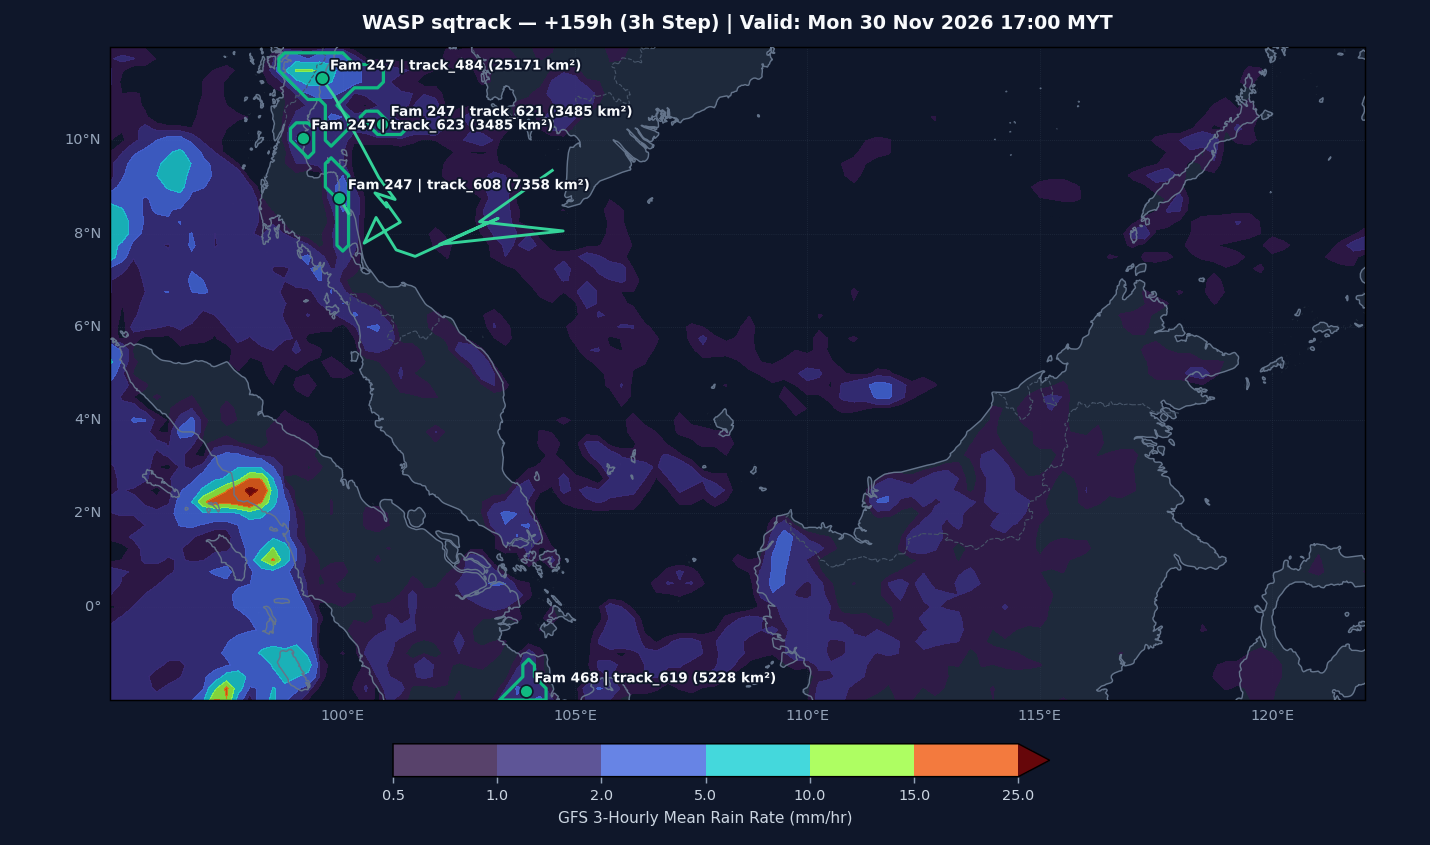 WASP sqtrack — +159h (3h Step) | Valid: Mon 30 Nov 2026 17:00 MYT
Fam 247 | track_484 (25171 km²)
Fam 247 | track_621 (3485 km²)
Fam 247 | track_623 (3485 km²)
Fam 247 | track_608 (7358 km²)
Fam 468 | track_619 (5228 km²)
10°N
8°N
6°N
4°N
2°N
0°
100°E
105°E
110°E
115°E
120°E
0.5
1.0
2.0
5.0
10.0
15.0
25.0
GFS 3-Hourly Mean Rain Rate (mm/hr)